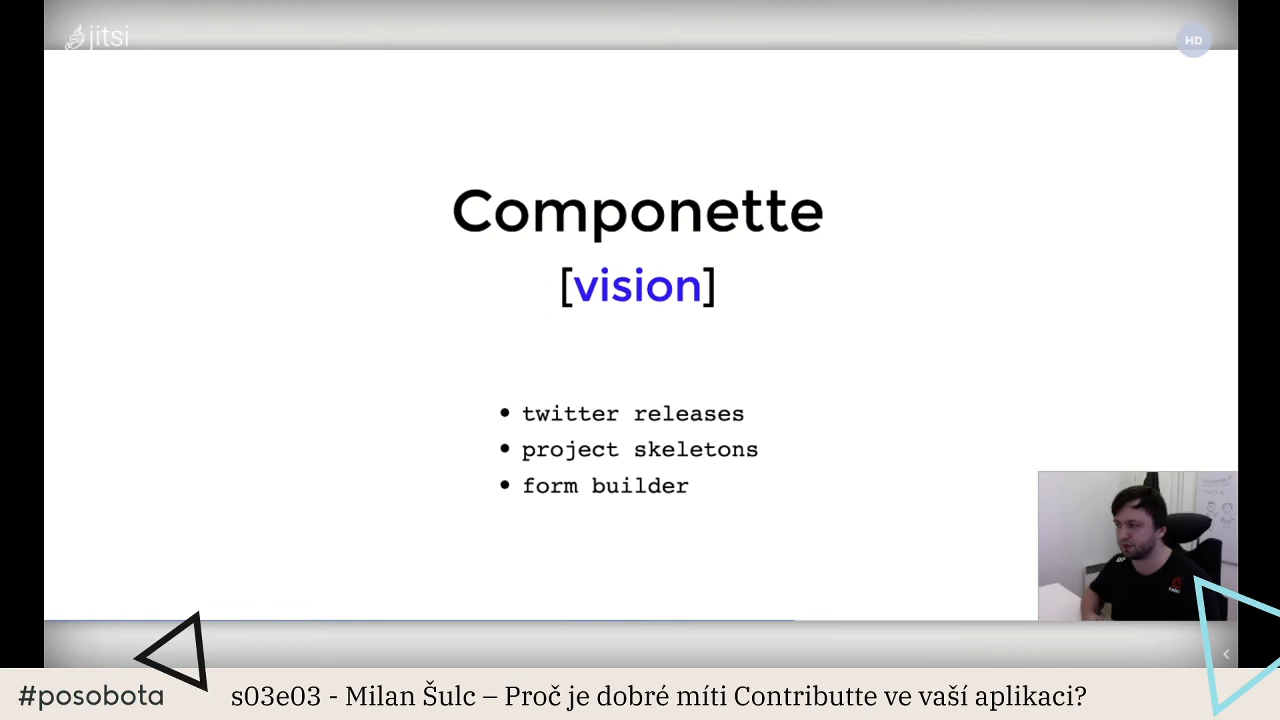 jitsi
HD
Componette
[vision]
twitter releases
project skeletons
form builder
#posobota
s03e03 - Milan Šulc – Proč je dobré míti Contributte ve vaší aplikaci?